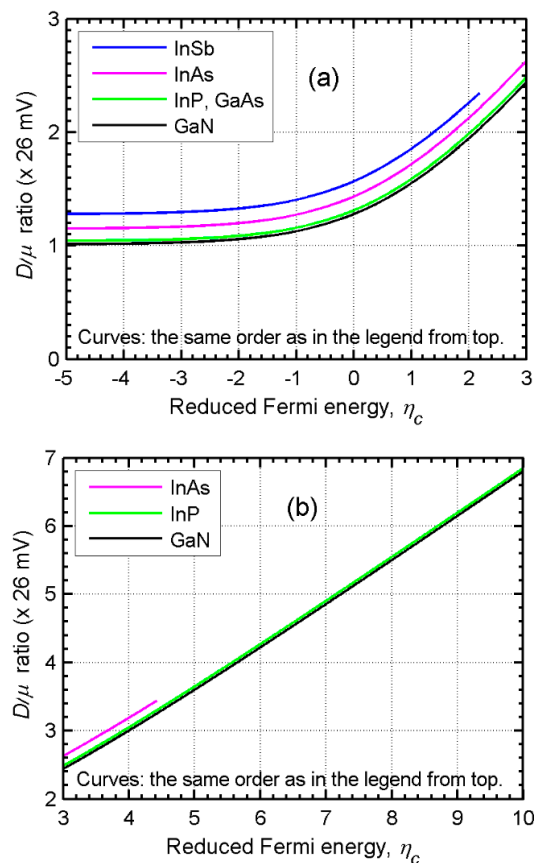 InSb
InAs
InP, GaAs
GaN
(a)
D/μ ratio (x 26 mV)
3
2
1
0
Curves: the same order as in the legend from top.
-5 -4 -3 -2 -1 0 1 2 3
Reduced Fermi energy, ηc
InAs
InP
GaN
(b)
D/μ ratio (x 26 mV)
7
6
5
4
3
2
Curves: the same order as in the legend from top.
3 4 5 6 7 8 9 10
Reduced Fermi energy, ηc